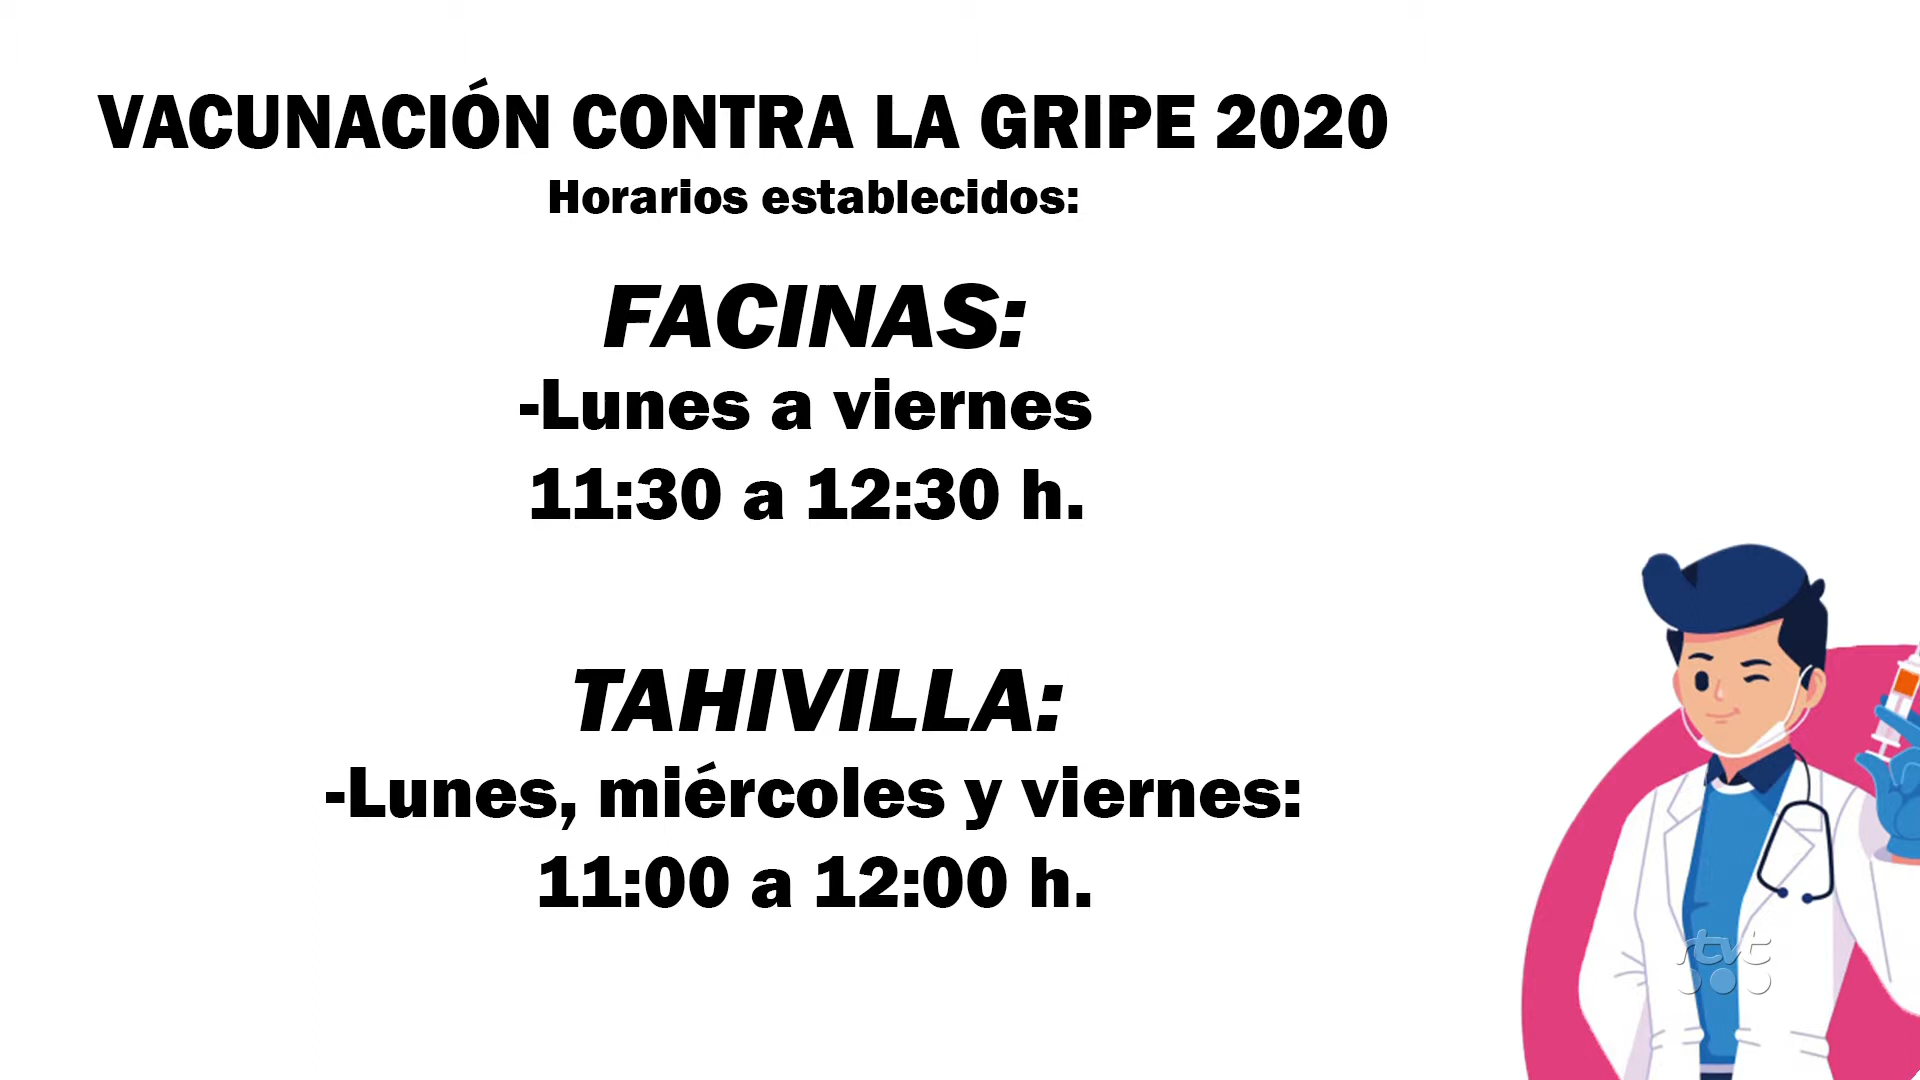 VACUNACIÓN CONTRA LA GRIPE 2020
Horarios establecidos:
FACINAS:
-Lunes a viernes
11:30 a 12:30 h.
TAHIVILLA:
-Lunes, miércoles y viernes:
11:00 a 12:00 h.
rtvt